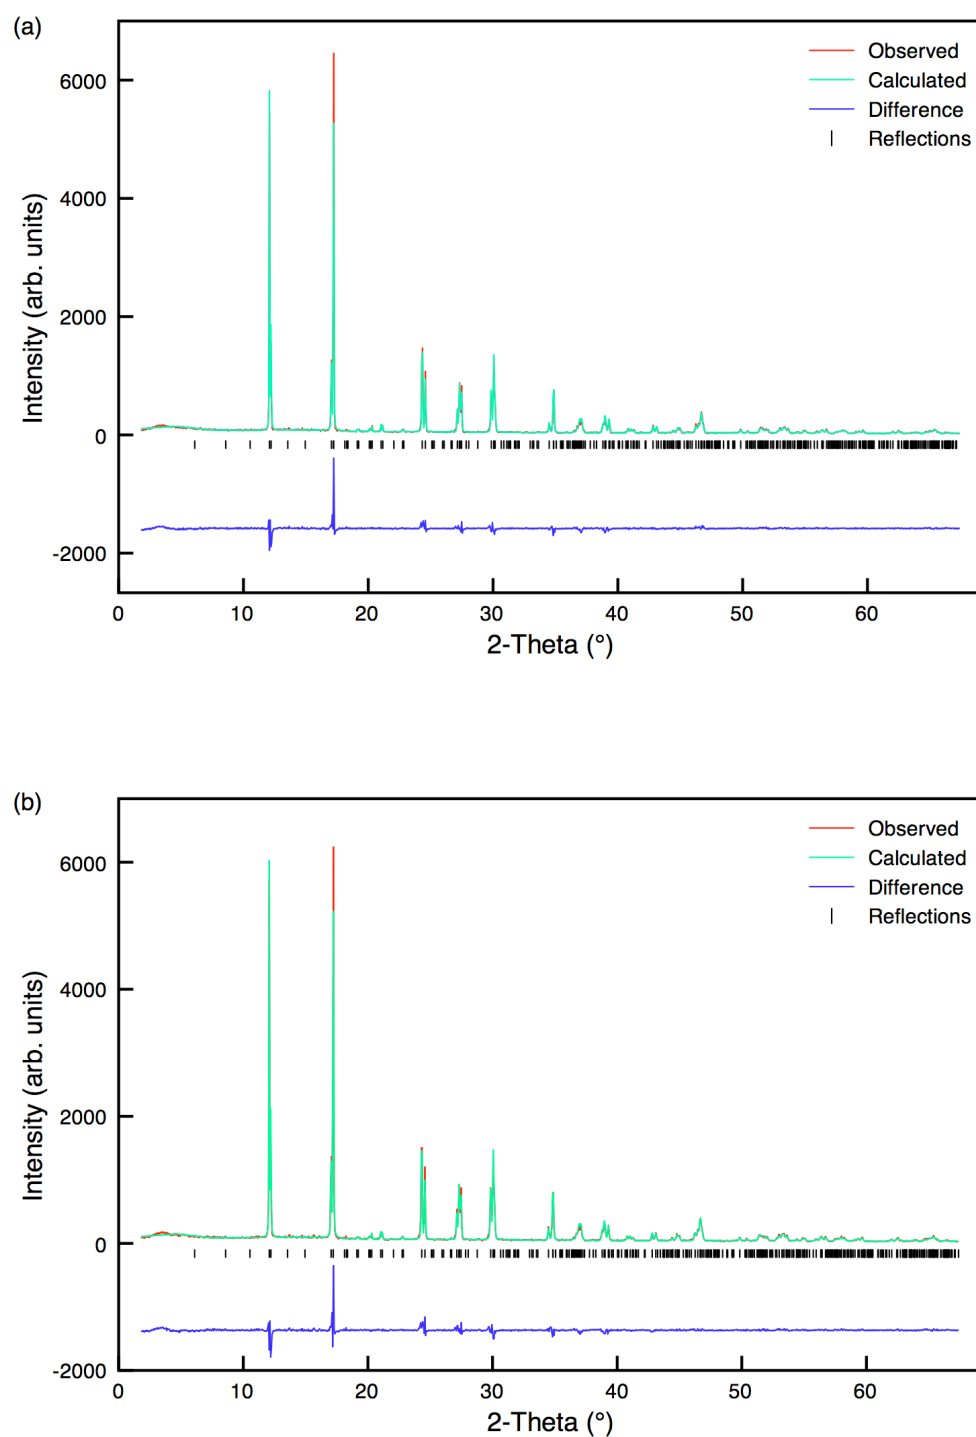 (a)
Observed
Calculated
Difference
Reflections
6000
4000
2000
0
-2000
Intensity (arb. units)
0 10 20 30 40 50 60
2-Theta (°)
(b)
Observed
Calculated
Difference
Reflections
6000
4000
2000
0
-2000
Intensity (arb. units)
0 10 20 30 40 50 60
2-Theta (°)